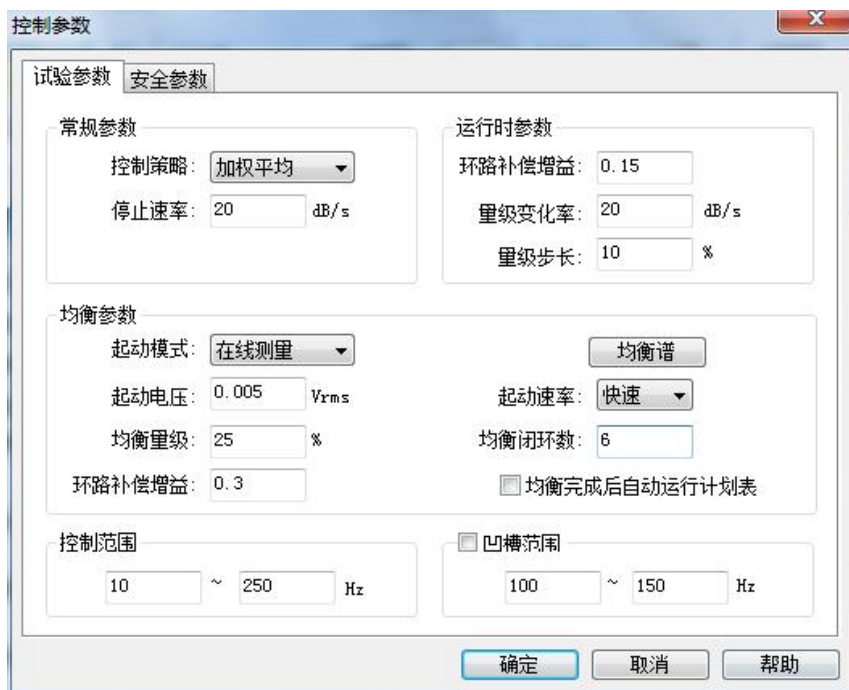 控制参数
试验参数 安全参数
常规参数
控制策略: 加权平均
停止速率: 20 dB/s
运行时参数
环路补偿增益: 0.15
量级变化率: 20 dB/s
量级步长: 10 %
均衡参数
起动模式: 在线测量 均衡谱
起动电压: 0.005 Vrms 起动速率: 快速
均衡量级: 25 % 均衡闭环数: 6
环路补偿增益: 0.3 均衡完成后自动运行计划表
控制范围
10 ~ 250 Hz
凹槽范围
100 ~ 150 Hz
确定 取消 帮助